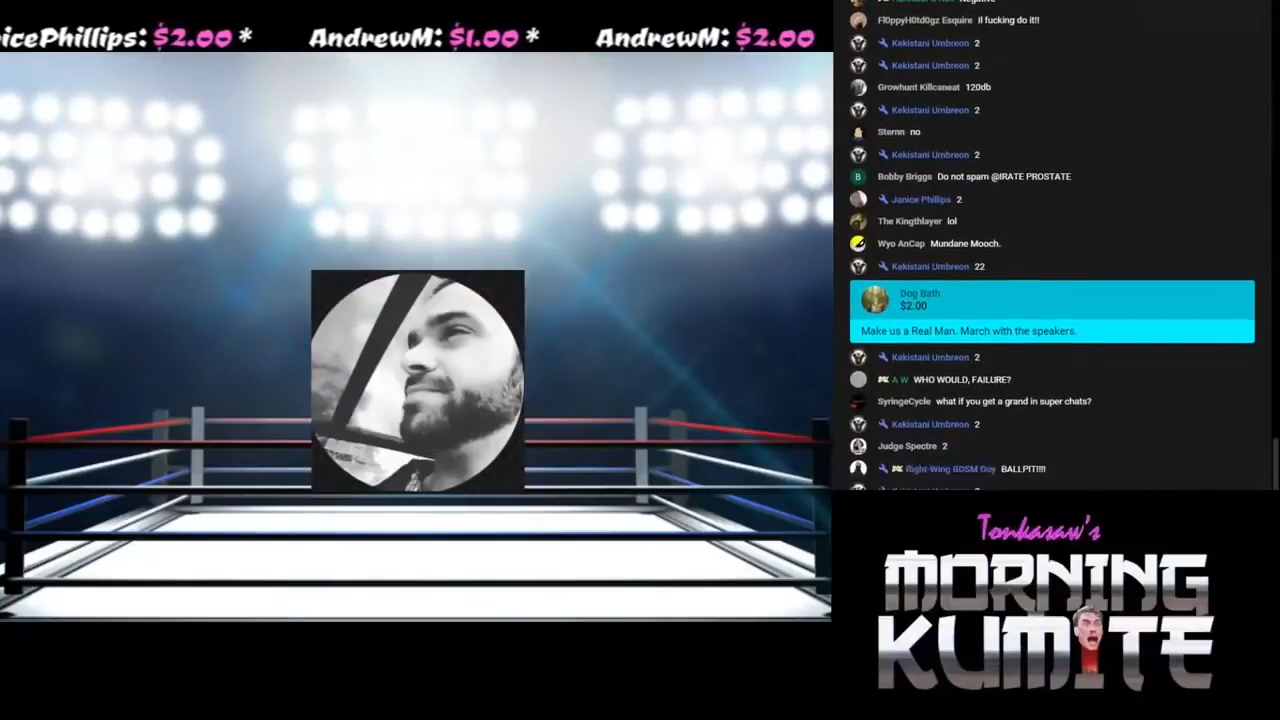 icePhillips: $2.00 * AndrewM: $1.00 * AndrewM: $2.00
Fl0ppyH0td0gz Esquire Il fucking do it!!
Kekistani Umbreon 2
Kekistani Umbreon 2
Growhunt Killcaneat 120db
Kekistani Umbreon 2
Sternn no
Kekistani Umbreon 2
B Bobby Briggs Do not spam @IRATE PROSTATE
Janice Phillips 2
The Kingthlayer lol
Wyo AnCap Mundane Mooch.
Kekistani Umbreon 22
Dog Bath
$2.00
Make us a Real Man. March with the speakers.
Kekistani Umbreon 2
A W WHO WOULD, FAILURE?
SyringeCycle what if you get a grand in super chats?
Kekistani Umbreon 2
Judge Spectre 2
Right-Wing BDSM Guy BALLPIT!!!!
Tonkasaw's
MORNING
KUMITE